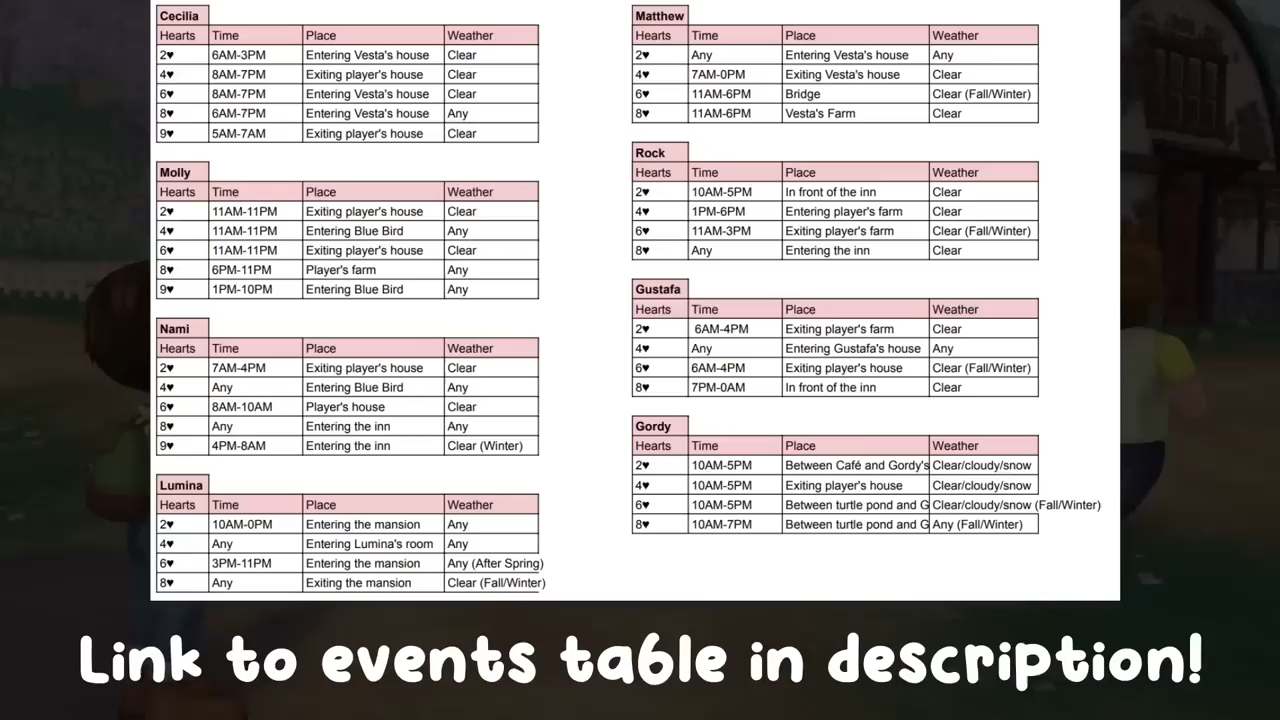 Cecilia
Hearts Time Place Weather
2♥ 6AM-3PM Entering Vesta's house Clear
4♥ 8AM-7PM Exiting player's house Clear
6♥ 8AM-7PM Entering Vesta's house Clear
8♥ 6AM-7PM Entering Vesta's house Any
9♥ 5AM-7AM Exiting player's house Clear
Molly
Hearts Time Place Weather
2♥ 11AM-11PM Exiting player's house Clear
4♥ 11AM-11PM Entering Blue Bird Any
6♥ 11AM-11PM Exiting player's house Clear
8♥ 6PM-11PM Player's farm Any
9♥ 1PM-10PM Entering Blue Bird Any
Nami
Hearts Time Place Weather
2♥ 7AM-4PM Exiting player's house Clear
4♥ Any Entering Blue Bird Any
6♥ 8AM-10AM Player's house Clear
8♥ Any Entering the inn Any
9♥ 4PM-8AM Entering the inn Clear (Winter)
Lumina
Hearts Time Place Weather
2♥ 10AM-0PM Entering the mansion Any
4♥ Any Entering Lumina's room Any
6♥ 3PM-11PM Entering the mansion Any (After Spring)
8♥ Any Exiting the mansion Clear (Fall/Winter)
Matthew
Hearts Time Place Weather
2♥ Any Entering Vesta's house Any
4♥ 7AM-0PM Exiting Vesta's house Clear
6♥ 11AM-6PM Bridge Clear (Fall/Winter)
8♥ 11AM-6PM Vesta's Farm Clear
Rock
Hearts Time Place Weather
2♥ 10AM-5PM In front of the inn Clear
4♥ 1PM-6PM Entering player's farm Clear
6♥ 11AM-3PM Exiting player's farm Clear (Fall/Winter)
8♥ Any Entering the inn Clear
Gustafa
Hearts Time Place Weather
2♥ 6AM-4PM Exiting player's farm Clear
4♥ Any Entering Gustafa's house Any
6♥ 6AM-4PM Exiting player's house Clear (Fall/Winter)
8♥ 7PM-0AM In front of the inn Clear
Gordy
Hearts Time Place Weather
2♥ 10AM-5PM Between Café and Gordy's Clear/cloudy/snow
4♥ 10AM-5PM Exiting player's house Clear/cloudy/snow
6♥ 10AM-5PM Between turtle pond and G Clear/cloudy/snow (Fall/Winter)
8♥ 10AM-7PM Between turtle pond and G Any (Fall/Winter)
Link to events table in description!